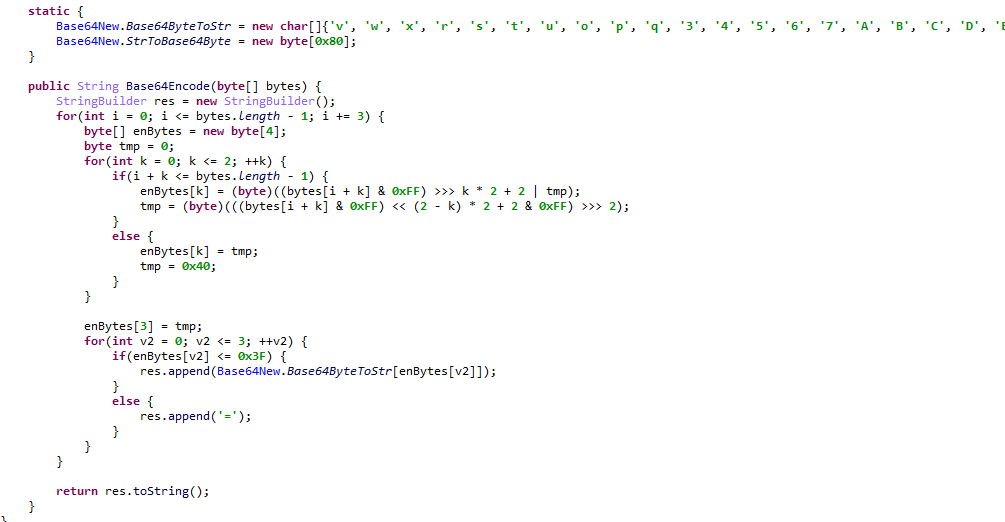 static {
Base64New.Base64ByteToStr = new char[]{'v', 'w', 'x', 'r', 's', 't', 'u', 'o', 'p', 'q', '3', '4', '5', '6', '7', 'A', 'B', 'C', 'D',
Base64New.StrToBase64Byte = new byte[0x80];
}
public String Base64Encode(byte[] bytes) {
StringBuilder res = new StringBuilder();
for(int i = 0; i <= bytes.length - 1; i += 3) {
byte[] enBytes = new byte[4];
byte tmp = 0;
for(int k = 0; k <= 2; ++k) {
if(i + k <= bytes.length - 1) {
enBytes[k] = (byte)((bytes[i + k] & 0xFF) >>> k * 2 + 2 | tmp);
tmp = (byte)(((bytes[i + k] & 0xFF) << (2 - k) * 2 + 2 & 0xFF) >>> 2);
}
else {
enBytes[k] = tmp;
tmp = 0x40;
}
}
enBytes[3] = tmp;
for(int v2 = 0; v2 <= 3; ++v2) {
if(enBytes[v2] <= 0x3F) {
res.append(Base64New.Base64ByteToStr[enBytes[v2]]);
}
else {
res.append('=');
}
}
}
return res.toString();
}
}